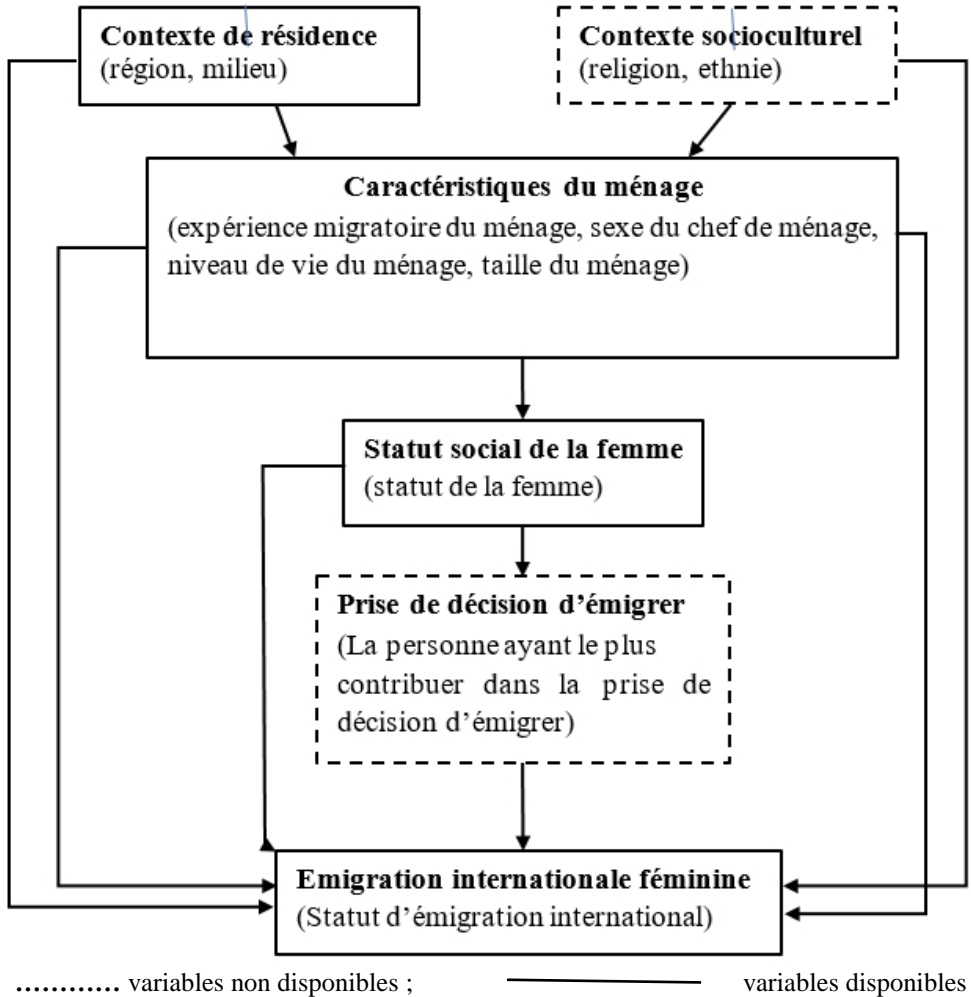 Contexte de résidence
(région, milieu)
Contexte socioculturel
(religion, ethnie)
Caractéristiques du ménage
(expérience migratoire du ménage, sexe du chef de ménage,
niveau de vie du ménage, taille du ménage)
Statut social de la femme
(statut de la femme)
Prise de décision d’émigrer
(La personne ayant le plus
contribuer dans la prise de
décision d’émigrer)
Emigration internationale féminine
(Statut d’émigration international)
………… variables non disponibles ; variables disponibles